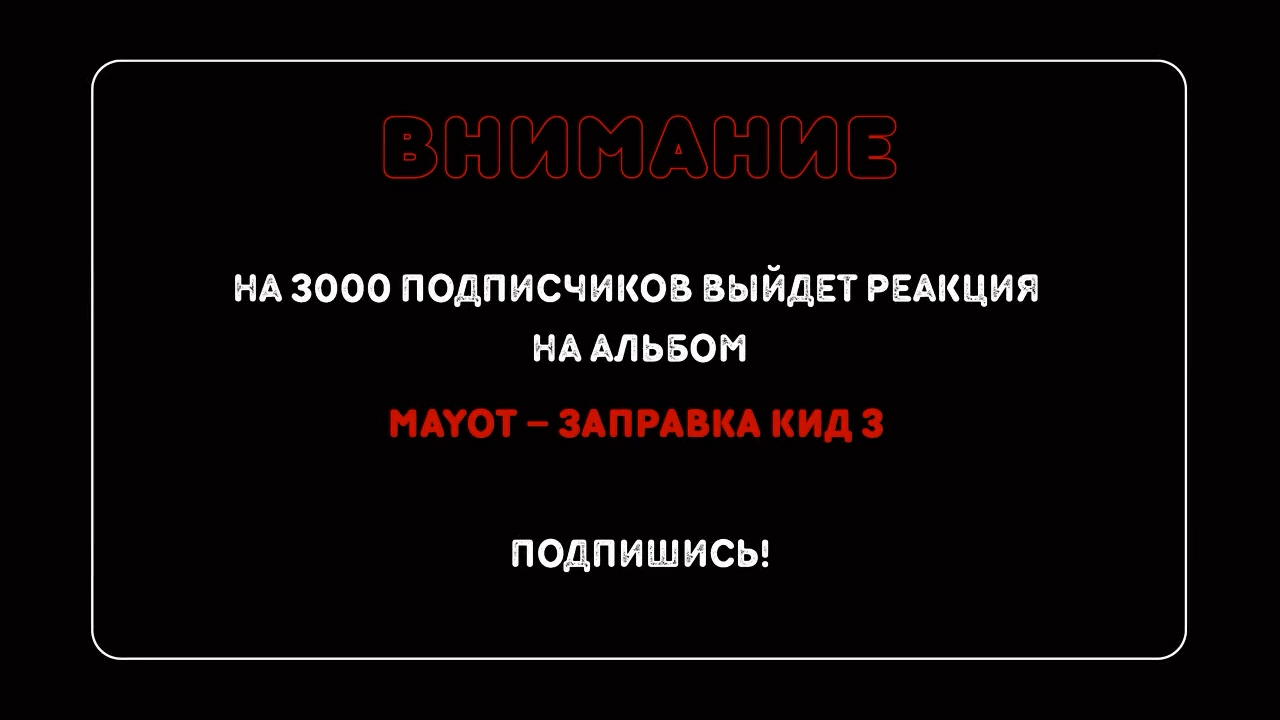 ВНИМАНИЕ
НА 3000 ПОДПИСЧИКОВ ВЫЙДЕТ РЕАКЦИЯ
НА АЛЬБОМ
MAYOT – ЗАПРАВКА КИД 3
ПОДПИШИСЬ!